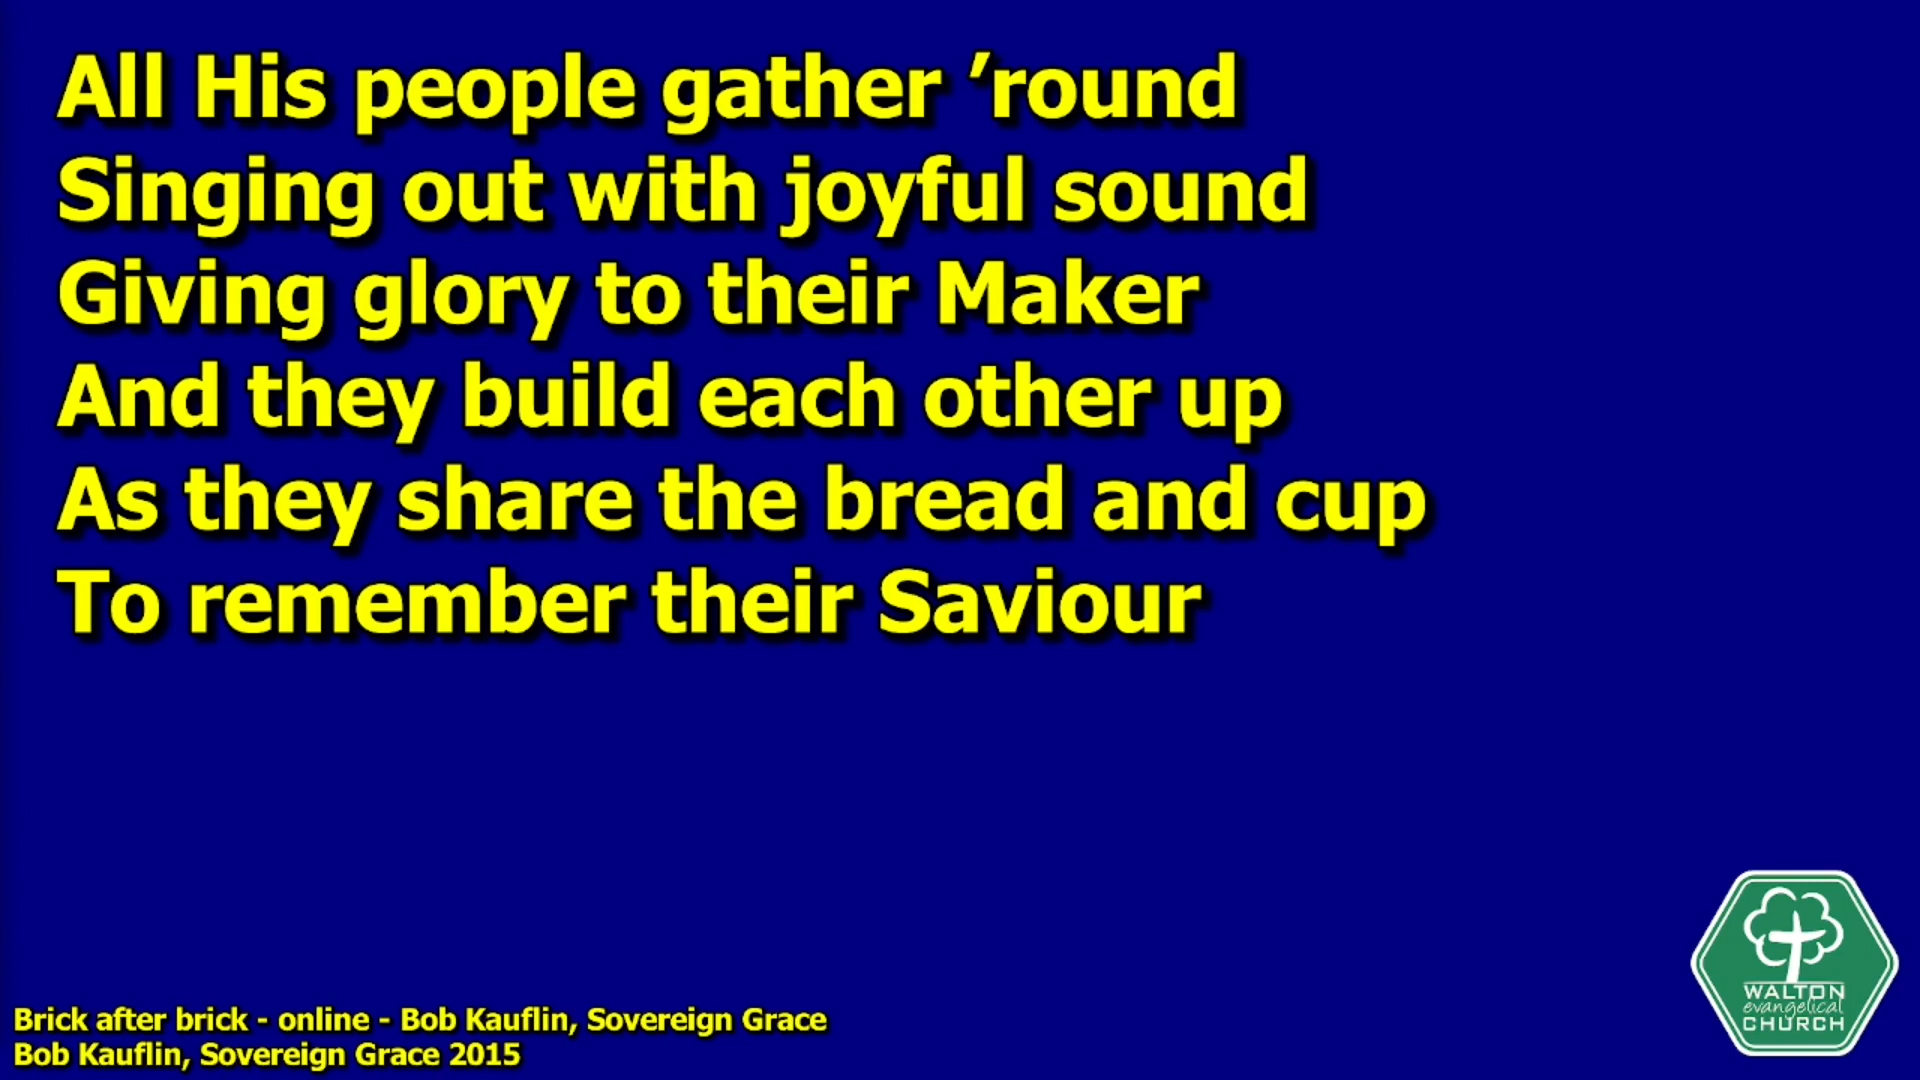 All His people gather ’round
Singing out with joyful sound
Giving glory to their Maker
And they build each other up
As they share the bread and cup
To remember their Saviour
WALTON
evangelical
CHURCH
Brick after brick - online - Bob Kauflin, Sovereign Grace
Bob Kauflin, Sovereign Grace 2015